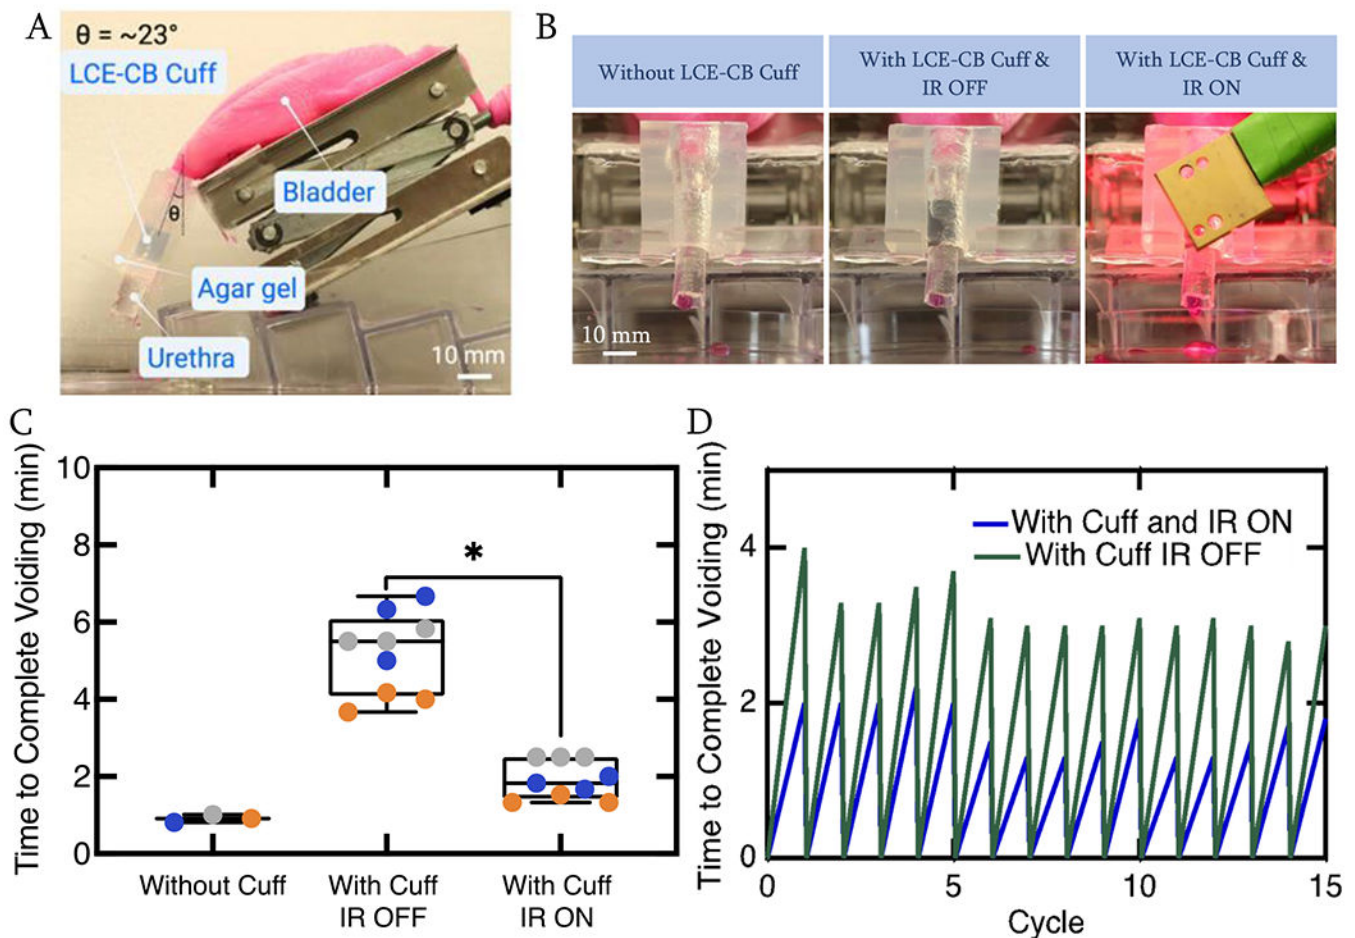 A
θ = ~23°
LCE-CB Cuff
Bladder
θ
Agar gel
Urethra
10 mm
B
Without LCE-CB Cuff
With LCE-CB Cuff &
IR OFF
With LCE-CB Cuff &
IR ON
10 mm
C
Time to Complete Voiding (min)
10
8
6
4
2
0
*
Without Cuff
With Cuff
IR OFF
With Cuff
IR ON
D
Time to Complete Voiding (min)
4
2
0
With Cuff and IR ON
With Cuff IR OFF
0
5
10
15
Cycle